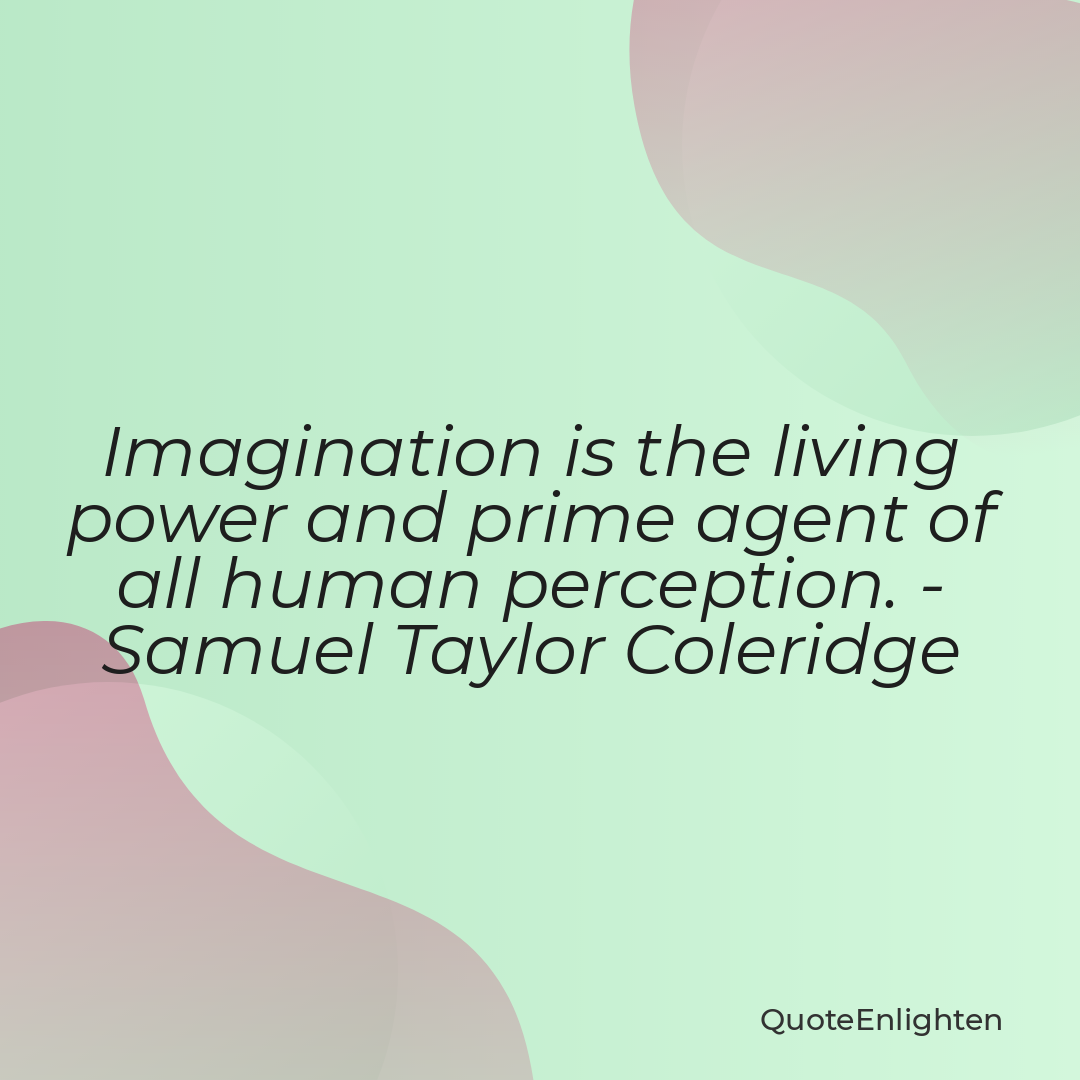 Imagination is the living
power and prime agent of
all human perception. -
Samuel Taylor Coleridge
QuoteEnlighten